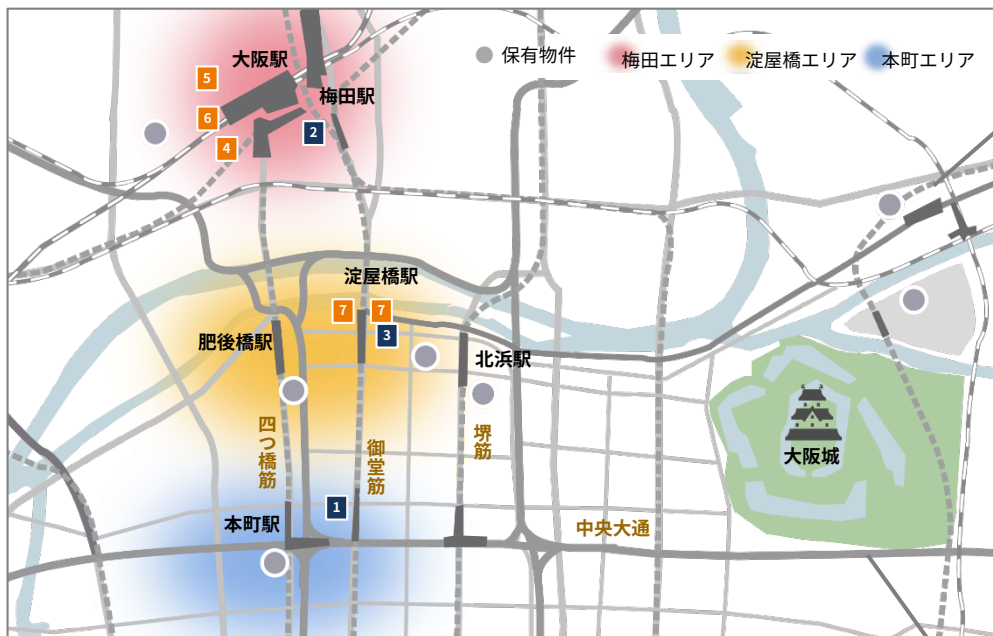 保有物件
梅田エリア
淀屋橋エリア
本町エリア
大阪駅
5
梅田駅
6
2
4
淀屋橋駅
7
7
3
肥後橋駅
北浜駅
四つ橋筋
御堂筋
堺筋
大阪城
1
本町駅
中央大通